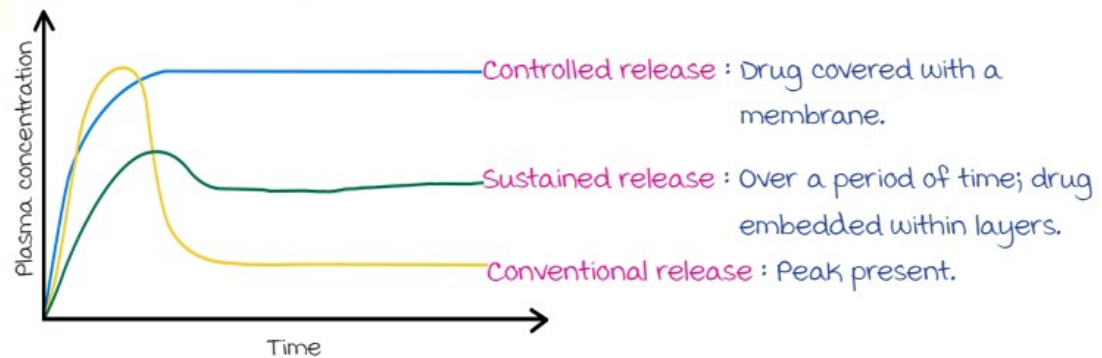 Plasma concentration
Controlled release : Drug covered with a
membrane.
Sustained release : Over a period of time; drug
embedded within layers.
Conventional release : Peak present.
Time